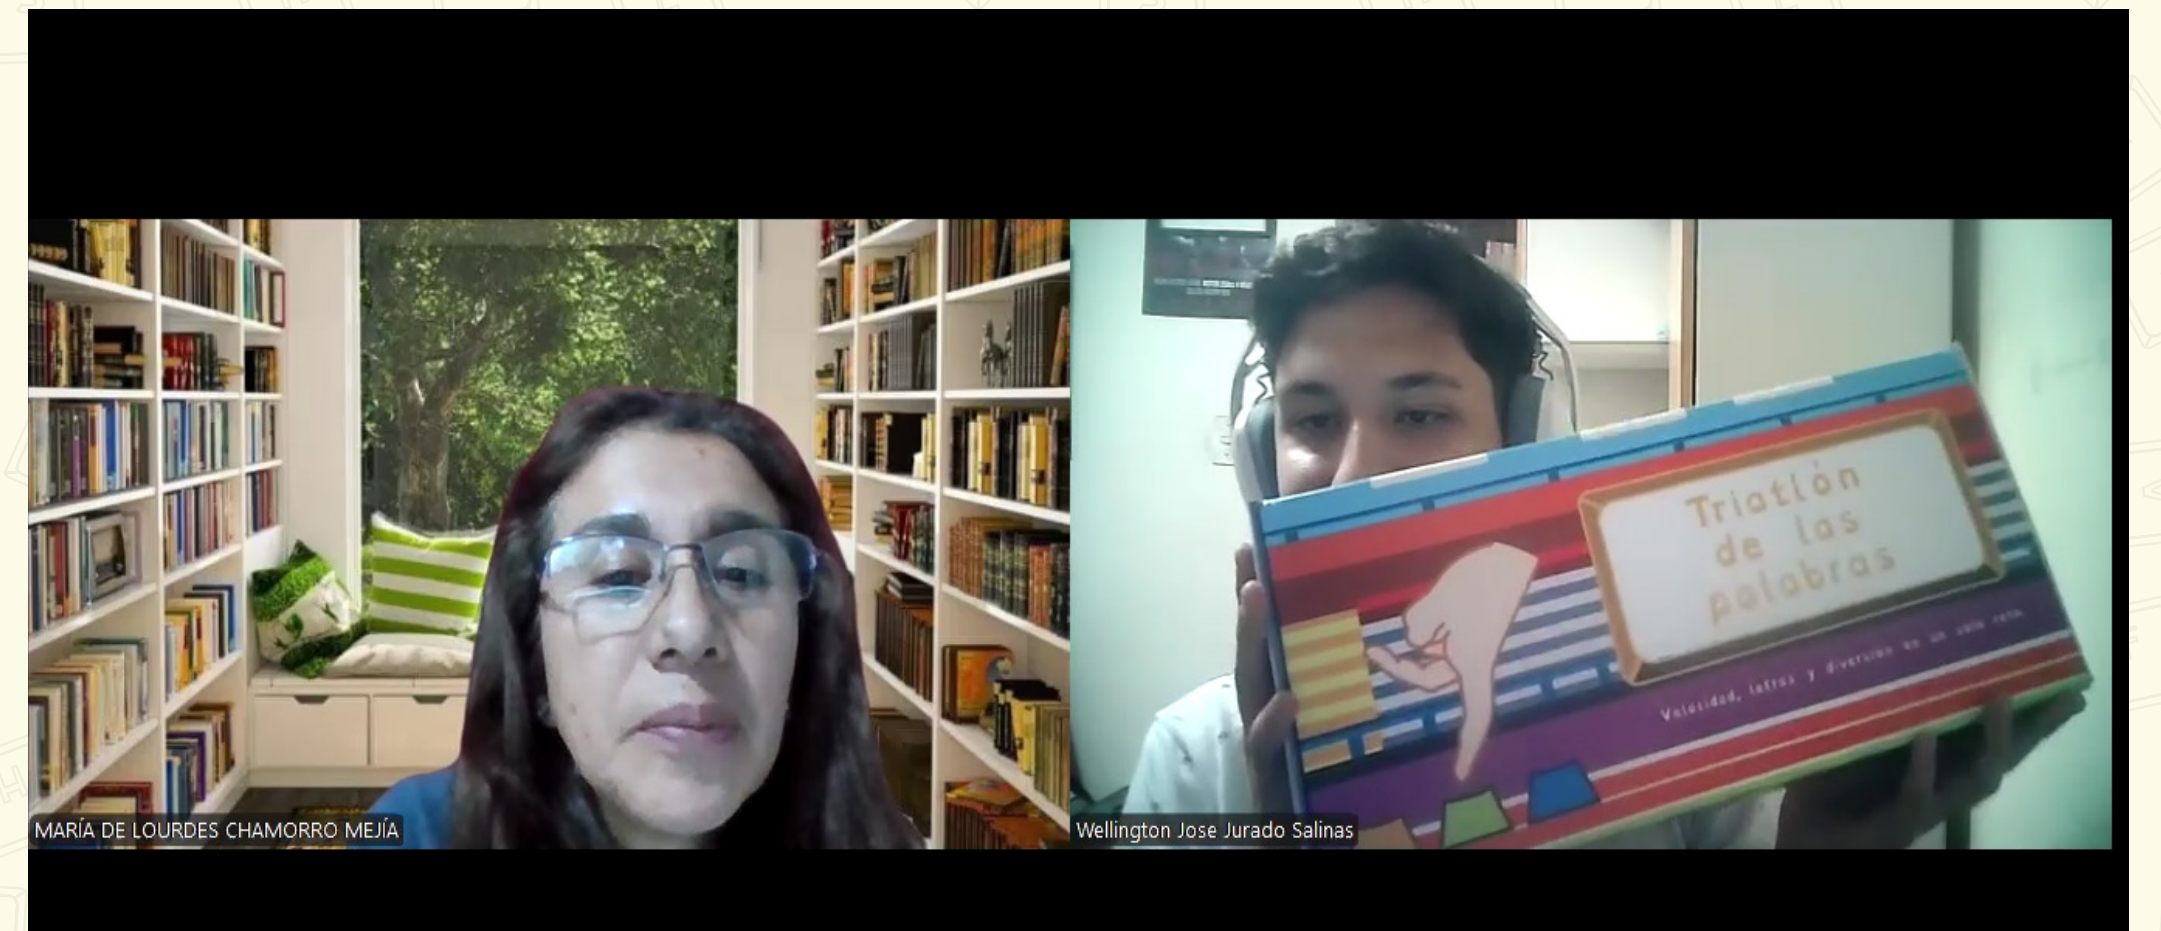 Triatlón
de las
palabras
Velocidad, letras y diversión en un solo reto.
MARÍA DE LOURDES CHAMORRO MEJÍA
Wellington Jose Jurado Salinas